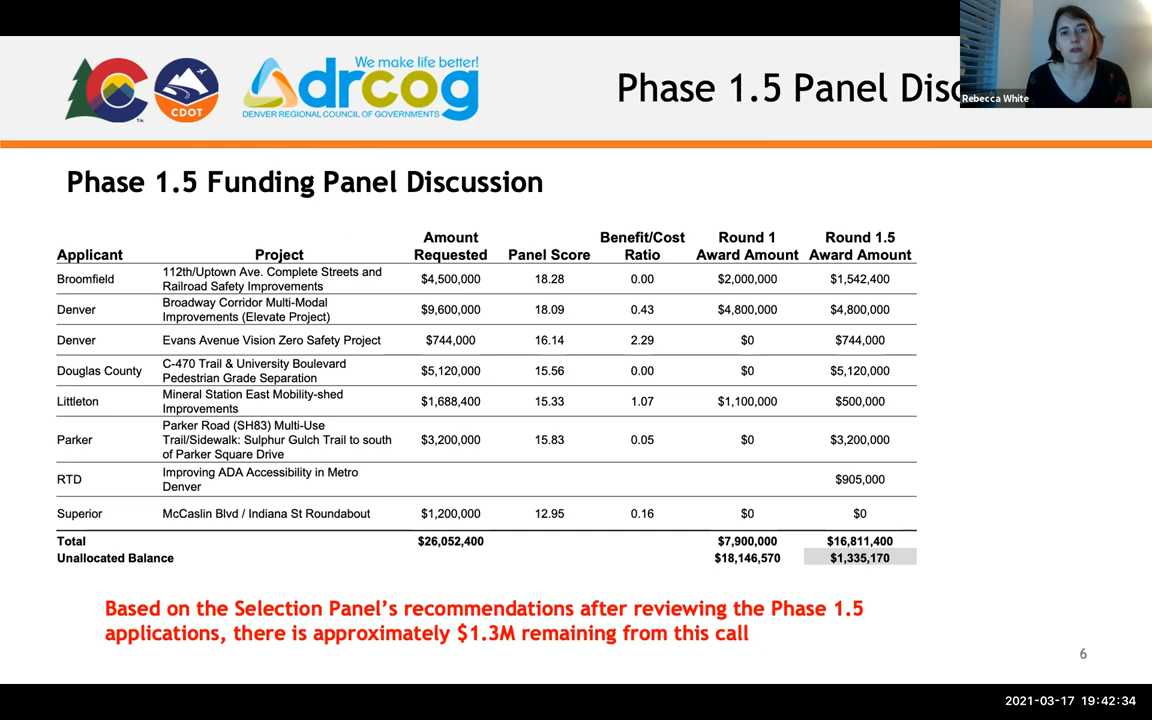 We make life better!
CDOT
drcog
DENVER REGIONAL COUNCIL OF GOVERNMENTS
TM
Phase 1.5 Panel Disc
Rebecca White
Phase 1.5 Funding Panel Discussion
Applicant Project Amount Requested Panel Score Benefit/Cost Ratio Round 1 Award Amount Round 1.5 Award Amount
Broomfield 112th/Uptown Ave. Complete Streets and Railroad Safety Improvements $4,500,000 18.28 0.00 $2,000,000 $1,542,400
Denver Broadway Corridor Multi-Modal Improvements (Elevate Project) $9,600,000 18.09 0.43 $4,800,000 $4,800,000
Denver Evans Avenue Vision Zero Safety Project $744,000 16.14 2.29 $0 $744,000
Douglas County C-470 Trail & University Boulevard Pedestrian Grade Separation $5,120,000 15.56 0.00 $0 $5,120,000
Littleton Mineral Station East Mobility-shed Improvements $1,688,400 15.33 1.07 $1,100,000 $500,000
Parker Parker Road (SH83) Multi-Use Trail/Sidewalk: Sulphur Gulch Trail to south of Parker Square Drive $3,200,000 15.83 0.05 $0 $3,200,000
RTD Improving ADA Accessibility in Metro Denver $905,000
Superior McCaslin Blvd / Indiana St Roundabout $1,200,000 12.95 0.16 $0 $0
Total $26,052,400 $7,900,000 $16,811,400
Unallocated Balance $18,146,570 $1,335,170
Based on the Selection Panel's recommendations after reviewing the Phase 1.5
applications, there is approximately $1.3M remaining from this call
6
2021-03-17 19:42:34